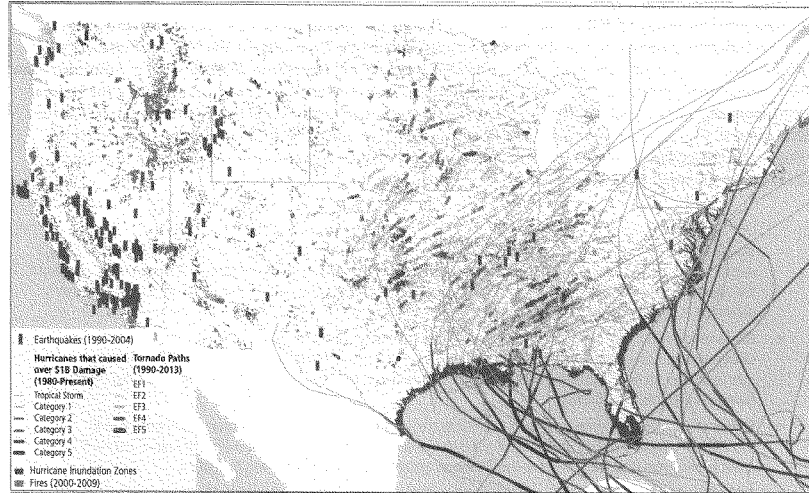 Earthquakes (1990-2004)
Hurricanes that caused over $1B Damage (1980-Present)
Tropical Storm
Category 1
Category 2
Category 3
Category 4
Category 5
Tornado Paths (1990-2013)
EF1
EF2
EF3
EF4
EF5
Hurricane Inundation Zones
Fires (2000-2009)